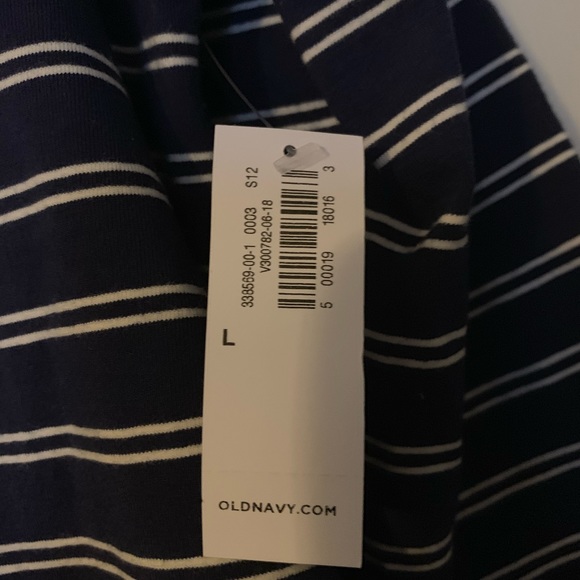 338569-00-1 0003 S12
V300782-06-18
5 00019 18016 3
L
OLDNAVY.COM